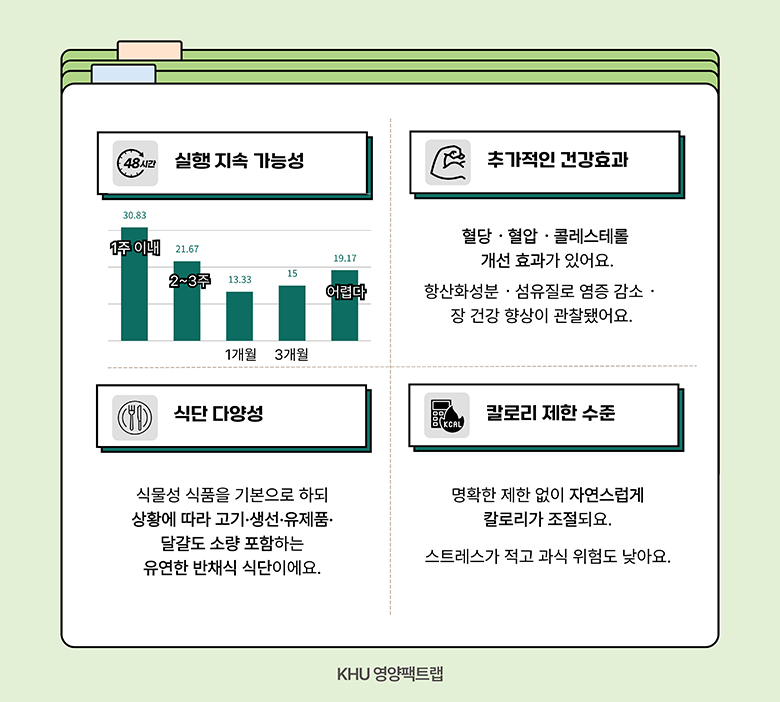 48시간
실행 지속 가능성
30.83
21.67
13.33
15
19.17
1주 이내
2~3주
1개월
3개월
어렵다
추가적인 건강효과
혈당 · 혈압 · 콜레스테롤
개선 효과가 있어요.
항산화성분 · 섬유질로 염증 감소 ·
장 건강 향상이 관찰됐어요.
식단 다양성
식물성 식품을 기본으로 하되
상황에 따라 고기·생선·유제품·
달걀도 소량 포함하는
유연한 반채식 식단이에요.
KCAL
칼로리 제한 수준
명확한 제한 없이 자연스럽게
칼로리가 조절되요.
스트레스가 적고 과식 위험도 낮아요.
KHU 영양팩트랩